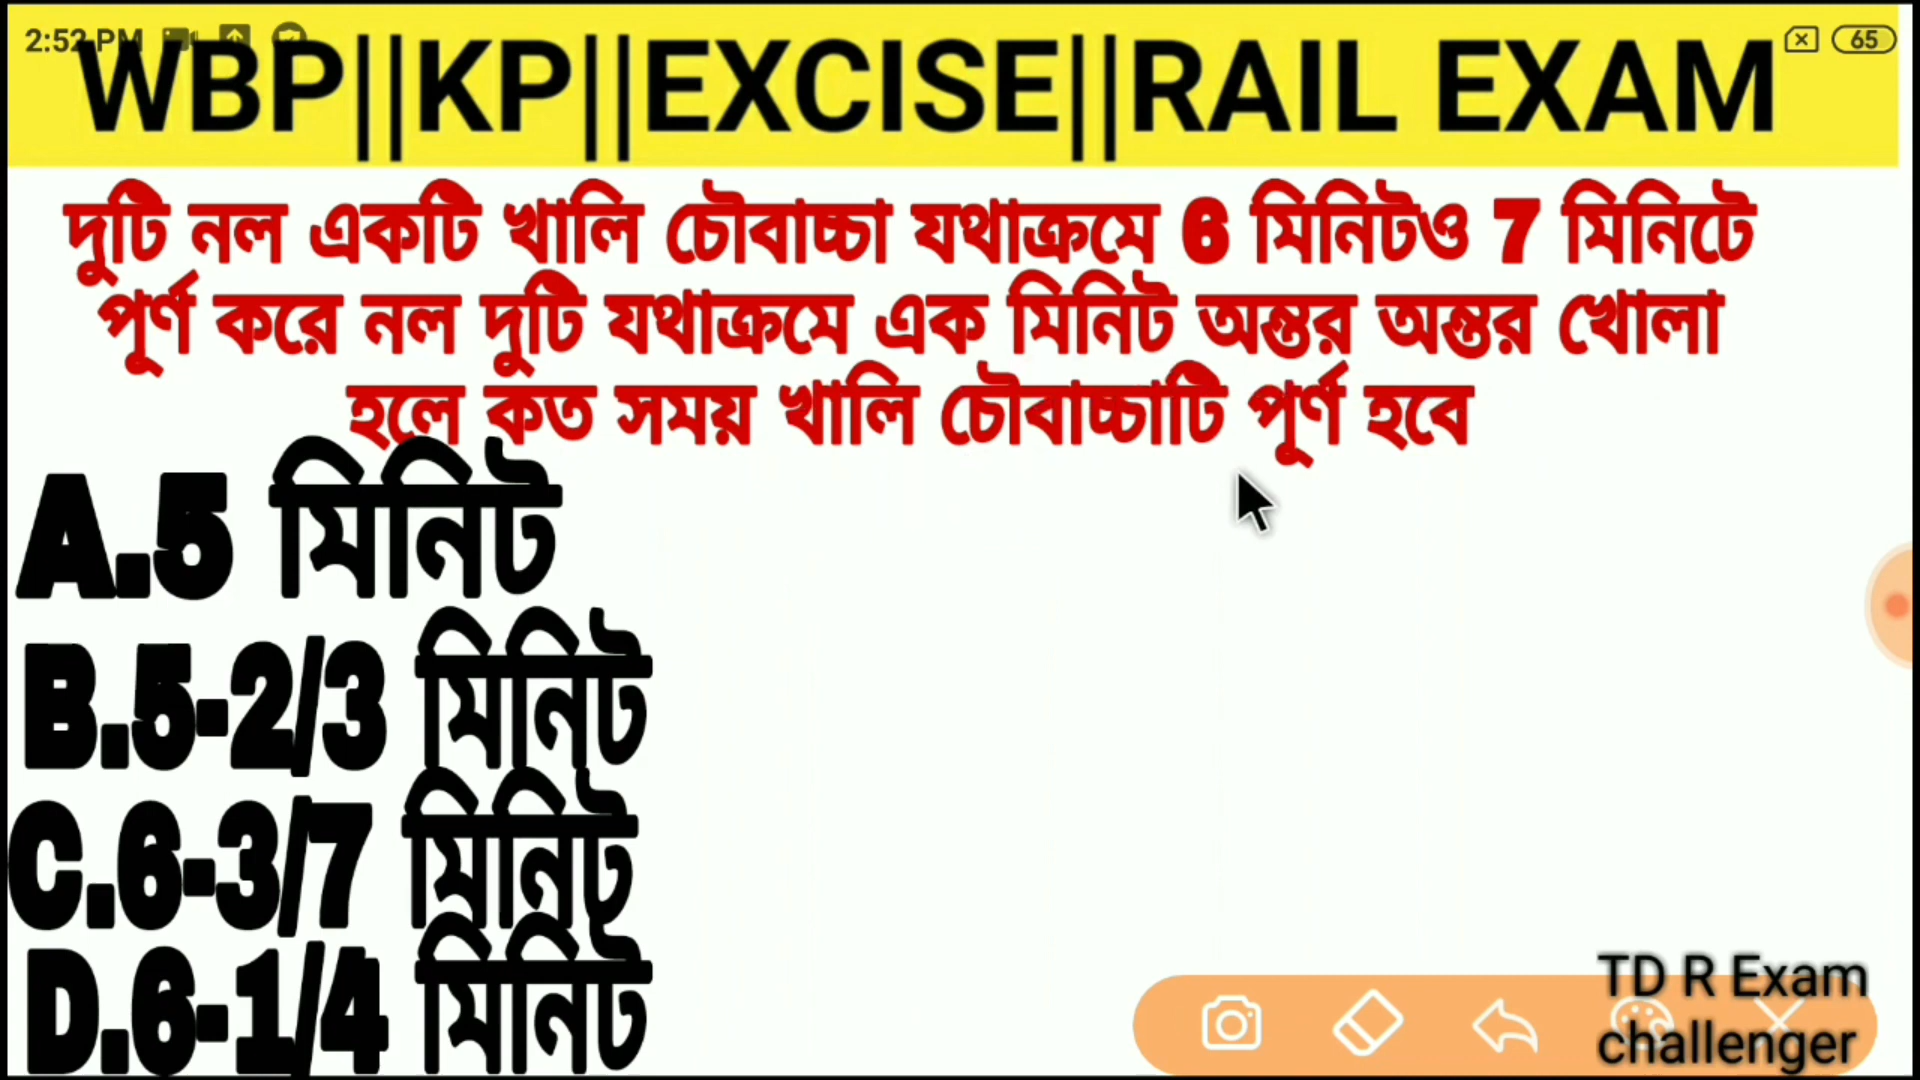 2:52 PM
65
WBP||KP||EXCISE||RAIL EXAM
দুটি নল একটি খালি চৌবাচ্চা যথাক্রমে 6 মিনিটও 7 মিনিটে
পূর্ণ করে নল দুটি যথাক্রমে এক মিনিট অন্তর অন্তর খোলা
হলে কত সময় খালি চৌবাচ্চাটি পূর্ণ হবে
A.5 মিনিট
B.5-2/3 মিনিট
C.6-3/7 মিনিট
D.6-1/4 মিনিট
TD R Exam
challenger